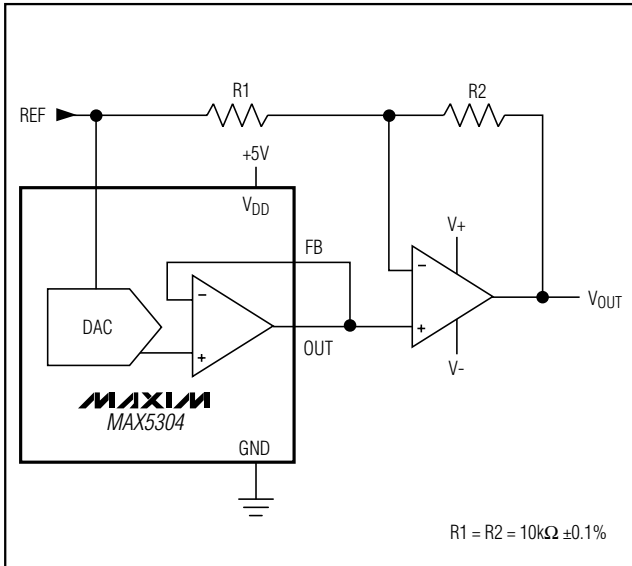 R1
R2
REF
+5V
VDD
FB
V+
−
−
DAC
VOUT
+
+
OUT
V-
MAXIM
MAX5304
GND
R1 = R2 = 10kΩ ±0.1%